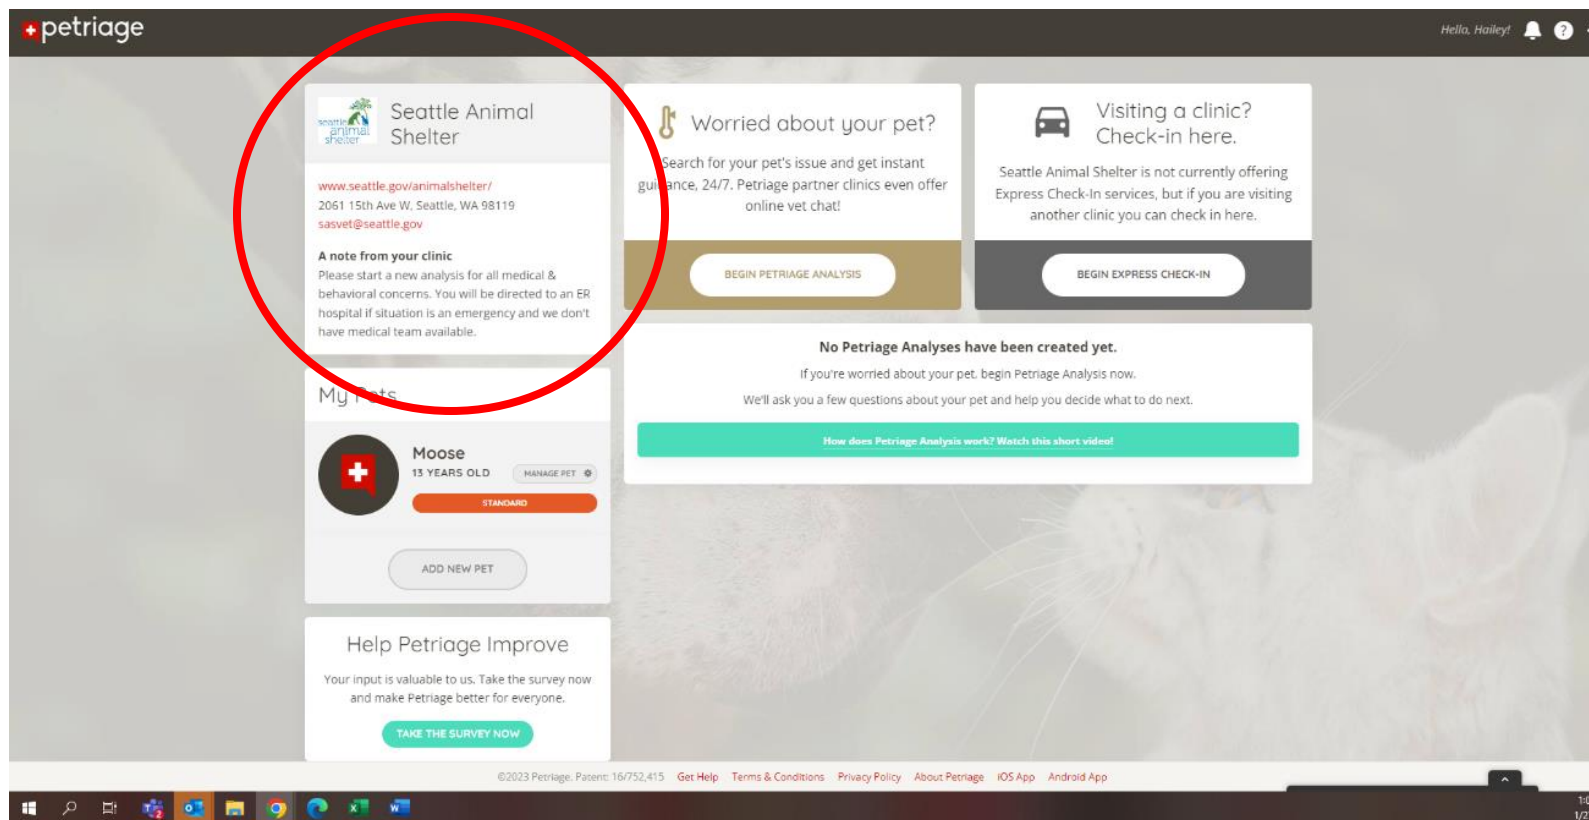 petriage
Hello, Hailey!
?
seattle
animal
shelter
Seattle Animal
Shelter
www.seattle.gov/animalshelter/
2061 15th Ave W, Seattle, WA 98119
sasvet@seattle.gov
A note from your clinic
Please start a new analysis for all medical &
behavioral concerns. You will be directed to an ER
hospital if situation is an emergency and we don't
have medical team available.
My Pets
Moose
13 YEARS OLD
MANAGE PET
STANDARD
ADD NEW PET
Help Petriage Improve
Your input is valuable to us. Take the survey now
and make Petriage better for everyone.
TAKE THE SURVEY NOW
Worried about your pet?
Search for your pet's issue and get instant
guidance, 24/7. Petriage partner clinics even offer
online vet chat!
BEGIN PETRIAGE ANALYSIS
Visiting a clinic?
Check-in here.
Seattle Animal Shelter is not currently offering
Express Check-In services, but if you are visiting
another clinic you can check in here.
BEGIN EXPRESS CHECK-IN
No Petriage Analyses have been created yet.
If you're worried about your pet, begin Petriage Analysis now.
We'll ask you a few questions about your pet and help you decide what to do next.
How does Petriage Analysis work? Watch this short video!
©2023 Petriage. Patent: 16/752,415 Get Help Terms & Conditions Privacy Policy About Petriage iOS App Android App
2